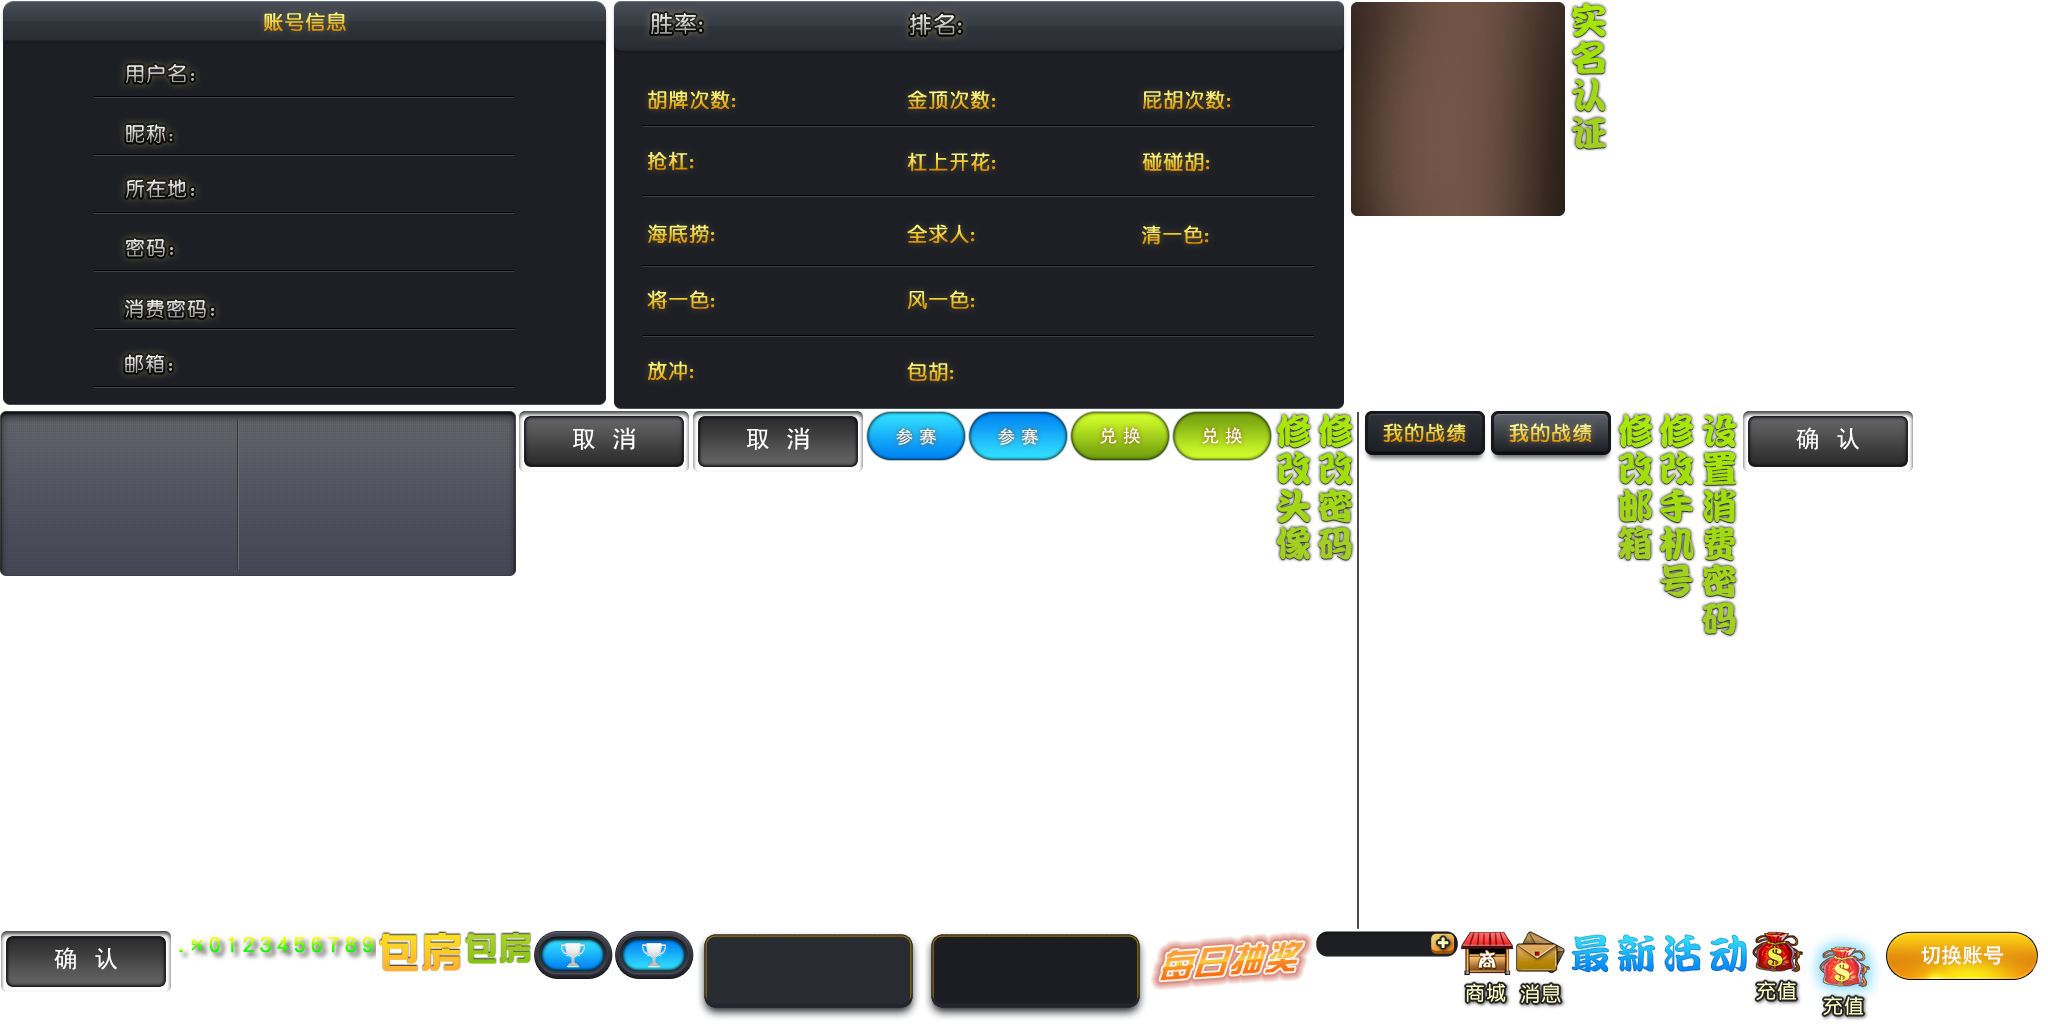 账号信息
用户名:
昵称:
所在地:
密码:
消费密码:
邮箱:
胜率:
排名:
胡牌次数:
金顶次数:
屁胡次数:
抢杠:
杠上开花:
碰碰胡:
海底捞:
全求人:
清一色:
将一色:
风一色:
放冲:
包胡:
实名认证
取 消
取 消
参 赛
参 赛
兑 换
兑 换
修改头像
修改密码
我的战绩
我的战绩
修改邮箱
修改手机号
设置消费密码
确 认
确 认
.%0123456789
包房
包房
每日抽奖
商
商城
消息
最新活动
$
充值
$
充值
切换账号